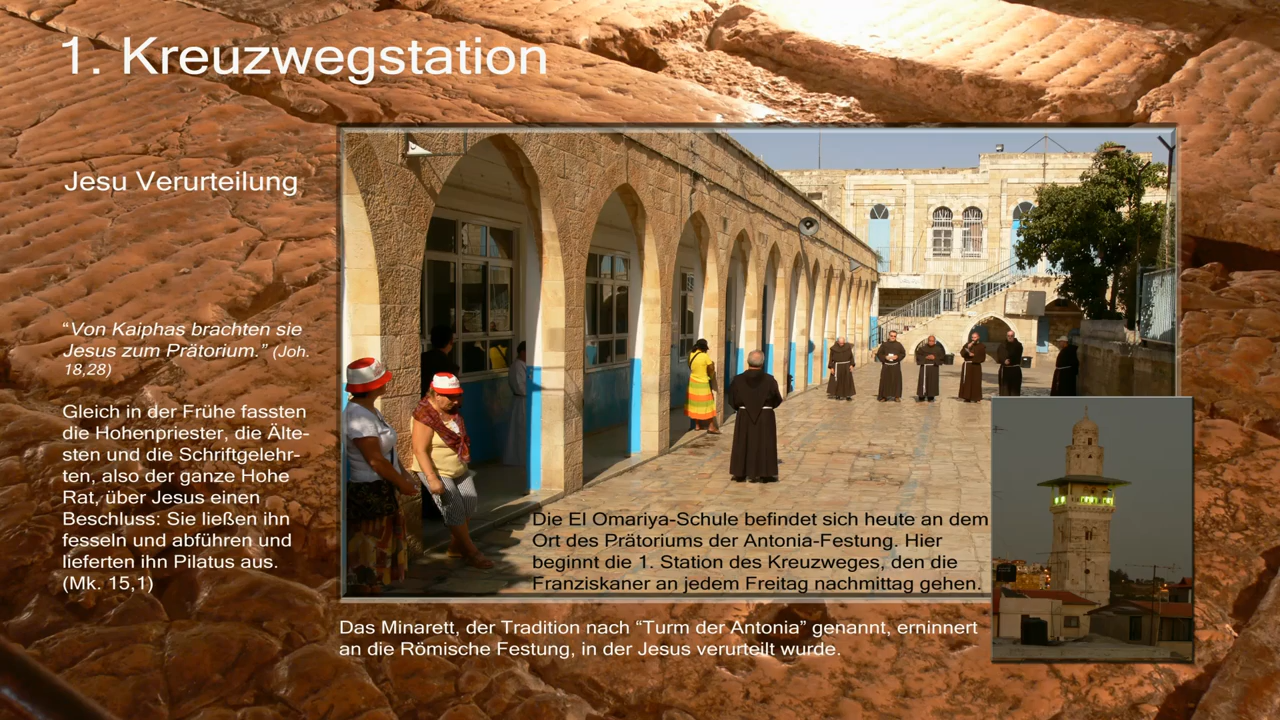 1. Kreuzwegstation
Jesu Verurteilung
“Von Kaiphas brachten sie
Jesus zum Prätorium.” (Joh.
18,28)
Gleich in der Frühe fassten
die Hohenpriester, die Älte-
sten und die Schriftgelehr-
ten, also der ganze Hohe
Rat, über Jesus einen
Beschluss: Sie ließen ihn
fesseln und abführen und
lieferten ihn Pilatus aus.
(Mk. 15,1)
Die El Omariya-Schule befindet sich heute an dem
Ort des Prätoriums der Antonia-Festung. Hier
beginnt die 1. Station des Kreuzweges, den die
Franziskaner an jedem Freitag nachmittag gehen.
Das Minarett, der Tradition nach “Turm der Antonia” genannt, erninnert
an die Römische Festung, in der Jesus verurteilt wurde.